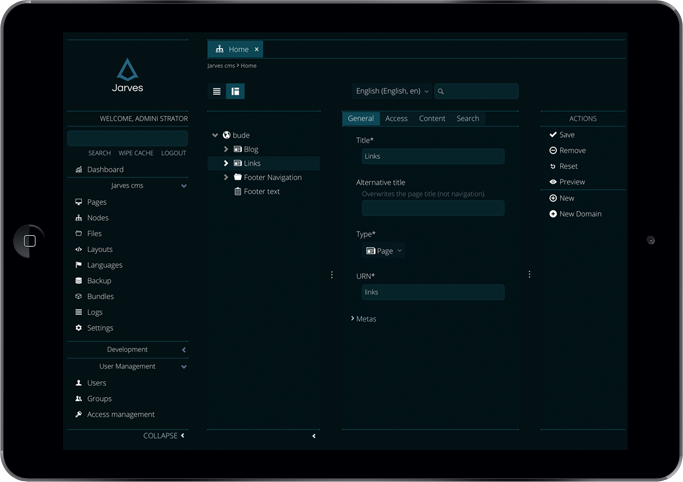 Jarves
WELCOME, ADMINI STRATOR
SEARCH WIPE CACHE LOGOUT
Dashboard
Jarves cms
Pages
Nodes
Files
Layouts
Languages
Backup
Bundles
Logs
Settings
Development
User Management
Users
Groups
Access management
COLLAPSE
Home ×
Jarves cms > Home
English (English, en)
bude
Blog
Links
Footer Navigation
Footer text
General Access Content Search
Title*
Links
Alternative title
Overwrites the page title (not navigation).
Type*
Page
URN*
links
Metas
ACTIONS
Save
Remove
Reset
Preview
New
New Domain